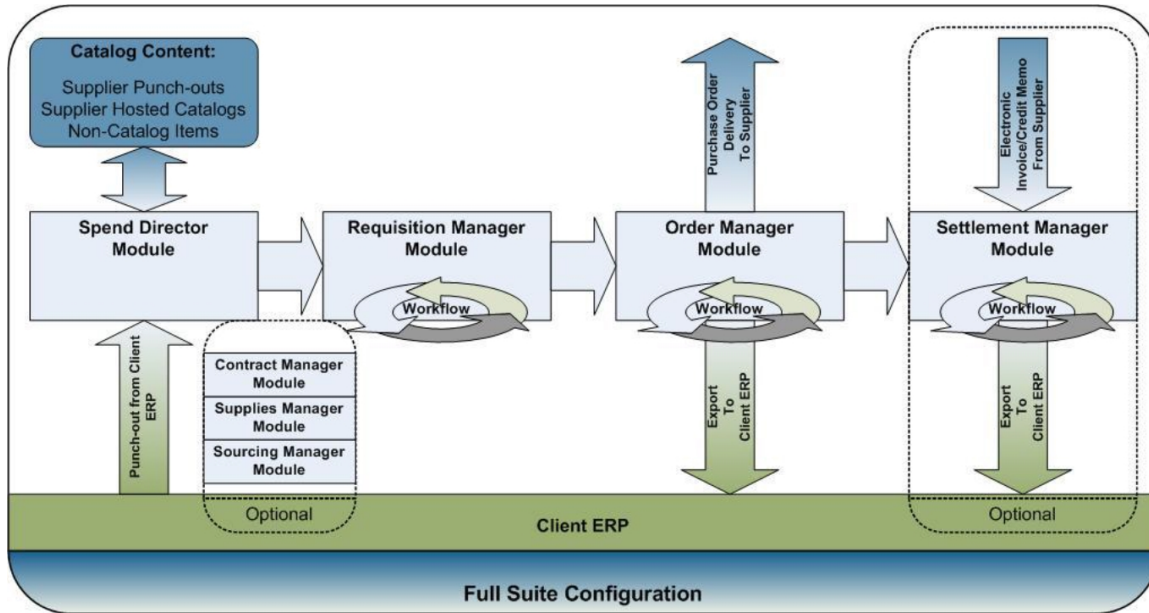 Catalog Content:
Supplier Punch-outs
Supplier Hosted Catalogs
Non-Catalog Items
Purchase Order
Delivery
To Supplier
Electronic
Invoice/Credit Memo
From Supplier
Spend Director
Module
Requisition Manager
Module
Workflow
Order Manager
Module
Workflow
Settlement Manager
Module
Workflow
Punch-out from Client
ERP
Contract Manager
Module
Supplies Manager
Module
Sourcing Manager
Module
Optional
Export
To
Client ERP
Export
To
Client ERP
Optional
Client ERP
Full Suite Configuration